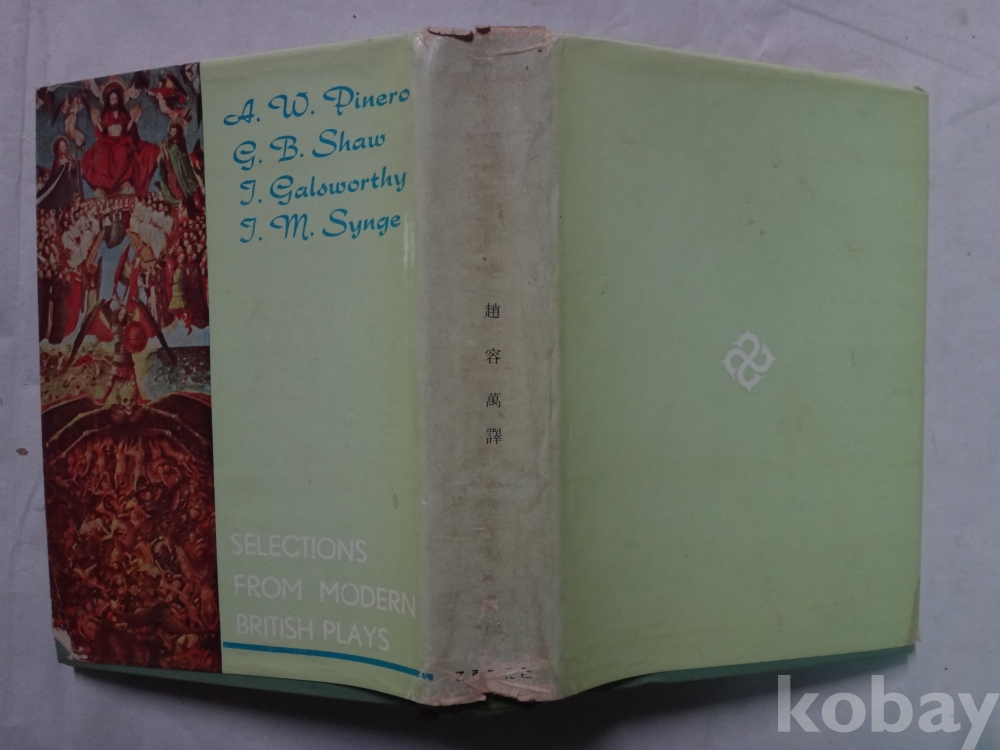 A. W. Pinero
G. B. Shaw
J. Galsworthy
J. M. Synge
SELECTIONS
FROM MODERN
BRITISH PLAYS
趙容萬譯
kobay